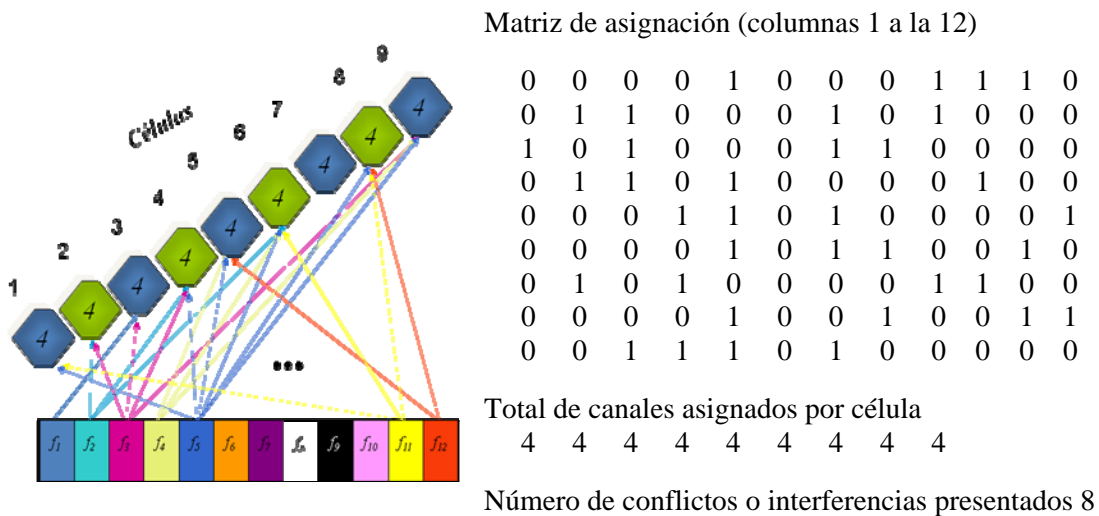 Matriz de asignación (columnas 1 a la 12)
0 0 0 0 1 0 0 0 1 1 1 0
0 1 1 0 0 0 1 0 1 0 0 0
1 0 1 0 0 0 1 1 0 0 0 0
0 1 1 0 1 0 0 0 0 1 0 0
0 0 0 1 1 0 1 0 0 0 0 1
0 0 0 0 1 0 1 1 0 0 1 0
0 1 0 1 0 0 0 0 1 1 0 0
0 0 0 0 1 0 0 1 0 0 1 1
0 0 1 1 1 0 1 0 0 0 0 0
Total de canales asignados por célula
4 4 4 4 4 4 4 4 4
Número de conflictos o interferencias presentados 8
Células
1 2 3 4 5 6 7 8 9
4 4 4 4 4 4 4 4 4
...
f1 f2 f3 f4 f5 f6 f7 f8 f9 f10 f11 f12